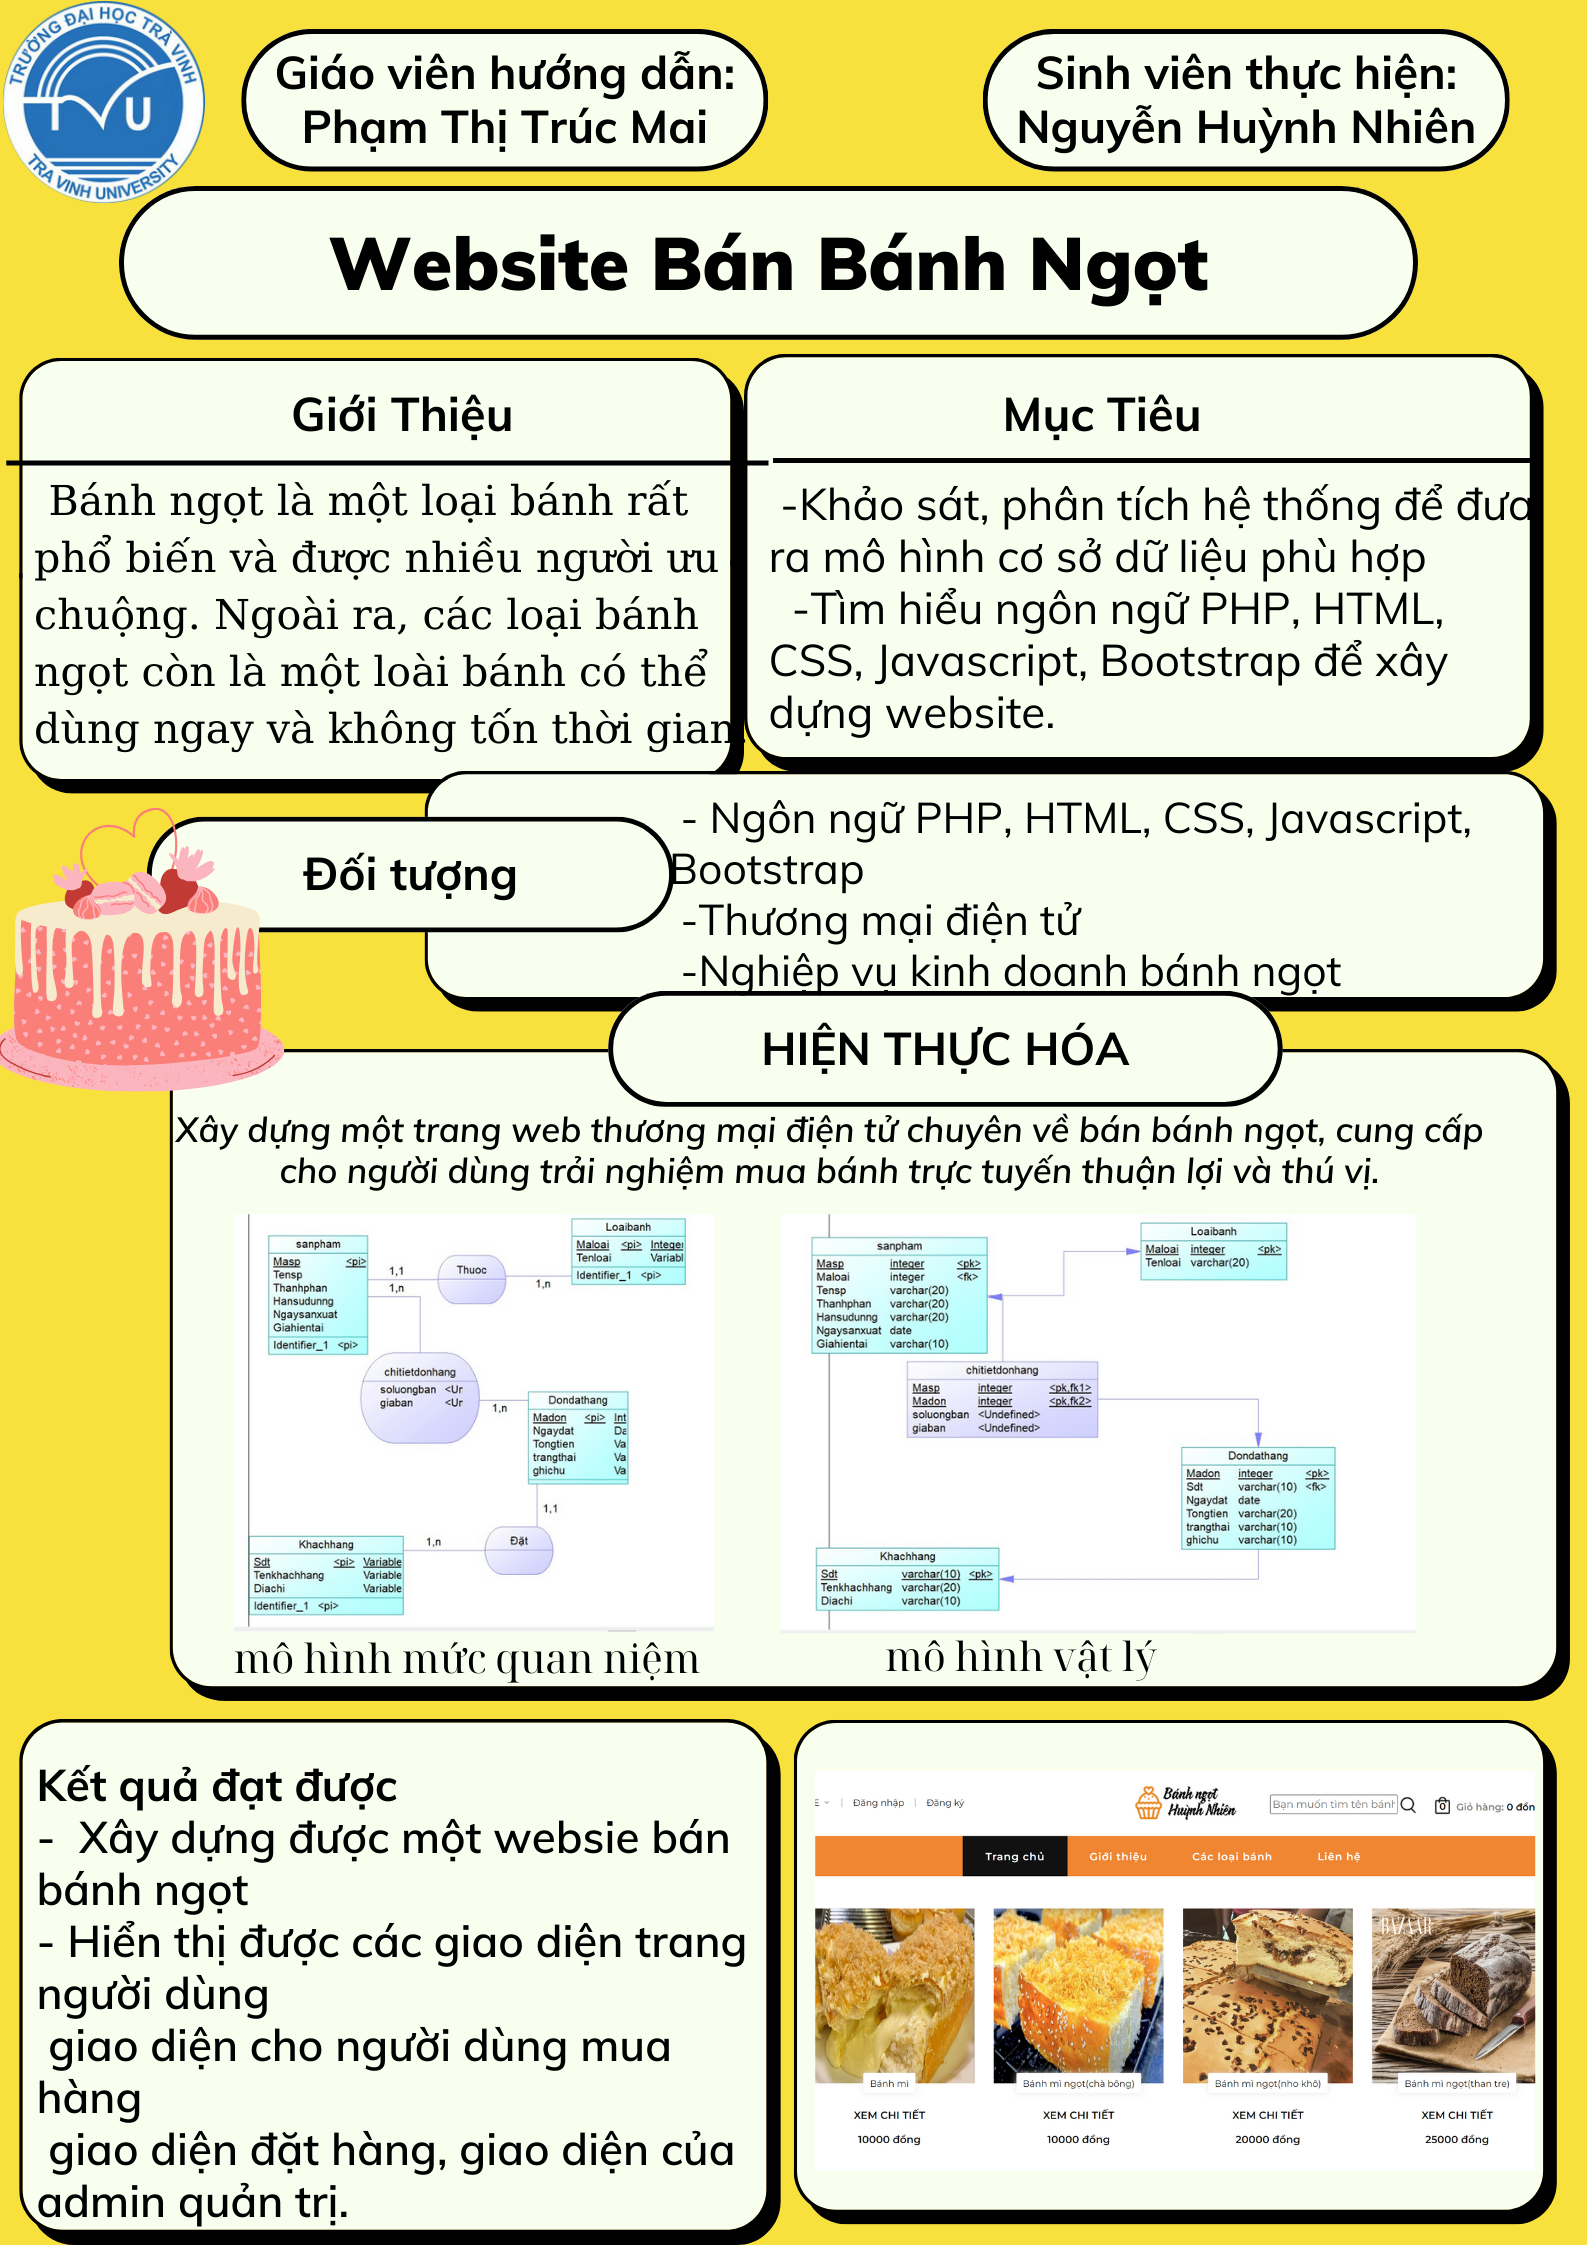 TRƯỜNG ĐẠI HỌC TRÀ VINH
TVU
TRA VINH UNIVERSITY
Giáo viên hướng dẫn:
Phạm Thị Trúc Mai
Sinh viên thực hiện:
Nguyễn Huỳnh Nhiên
Website Bán Bánh Ngọt
Giới Thiệu
Bánh ngọt là một loại bánh rất
phổ biến và được nhiều người ưu
chuộng. Ngoài ra, các loại bánh
ngọt còn là một loài bánh có thể
dùng ngay và không tốn thời gian.
Mục Tiêu
-Khảo sát, phân tích hệ thống để đưa
ra mô hình cơ sở dữ liệu phù hợp
-Tìm hiểu ngôn ngữ PHP, HTML,
CSS, Javascript, Bootstrap để xây
dựng website.
Đối tượng
- Ngôn ngữ PHP, HTML, CSS, Javascript,
Bootstrap
-Thương mại điện tử
-Nghiệp vụ kinh doanh bánh ngọt
HIỆN THỰC HÓA
Xây dựng một trang web thương mại điện tử chuyên về bán bánh ngọt, cung cấp
cho người dùng trải nghiệm mua bánh trực tuyến thuận lợi và thú vị.
sanpham
Masp <pi>
Tensp
Thanhphan
Hansudunng
Ngaysanxuat
Giahientai
Identifier_1 <pi>
1,1
1,n
Thuoc
1,n
Loaibanh
Maloai <pi> Integer
Tenloai Variabl
Identifier_1 <pi>
chitietdonhang
soluongban <Ur
giaban <Ur
1,n
Dondathang
Madon <pi> Int
Ngaydat Da
Tongtien Va
trangthai Va
ghichu Va
1,1
Đặt
1,n
Khachhang
Sdt <pi> Variable
Tenkhachhang Variable
Diachi Variable
Identifier_1 <pi>
mô hình mức quan niệm
sanpham
Masp integer <pk>
Maloai integer <fk>
Tensp varchar(20)
Thanhphan varchar(20)
Hansudunng varchar(20)
Ngaysanxuat date
Giahientai varchar(10)
Loaibanh
Maloai integer <pk>
Tenloai varchar(20)
chitietdonhang
Masp integer <pk,fk1>
Madon integer <pk,fk2>
soluongban <Undefined>
giaban <Undefined>
Dondathang
Madon integer <pk>
Sdt varchar(10) <fk>
Ngaydat date
Tongtien varchar(20)
trangthai varchar(10)
ghichu varchar(10)
Khachhang
Sdt varchar(10) <pk>
Tenkhachhang varchar(20)
Diachi varchar(10)
mô hình vật lý
Kết quả đạt được
- Xây dựng được một websie bán
bánh ngọt
- Hiển thị được các giao diện trang
người dùng
giao diện cho người dùng mua
hàng
giao diện đặt hàng, giao diện của
admin quản trị.
E | Đăng nhập | Đăng ký
Bánh ngọt
Huỳnh Nhiên
Bạn muốn tìm tên bánh
0 Giỏ hàng: 0 đồn
Trang chủ Giới thiệu Các loại bánh Liên hệ
BAZAAR
Bánh mì Bánh mì ngọt(chà bông) Bánh mì ngọt(nho khô) Bánh mì ngọt(than tre)
XEM CHI TIẾT XEM CHI TIẾT XEM CHI TIẾT XEM CHI TIẾT
10000 đồng 10000 đồng 20000 đồng 25000 đồng